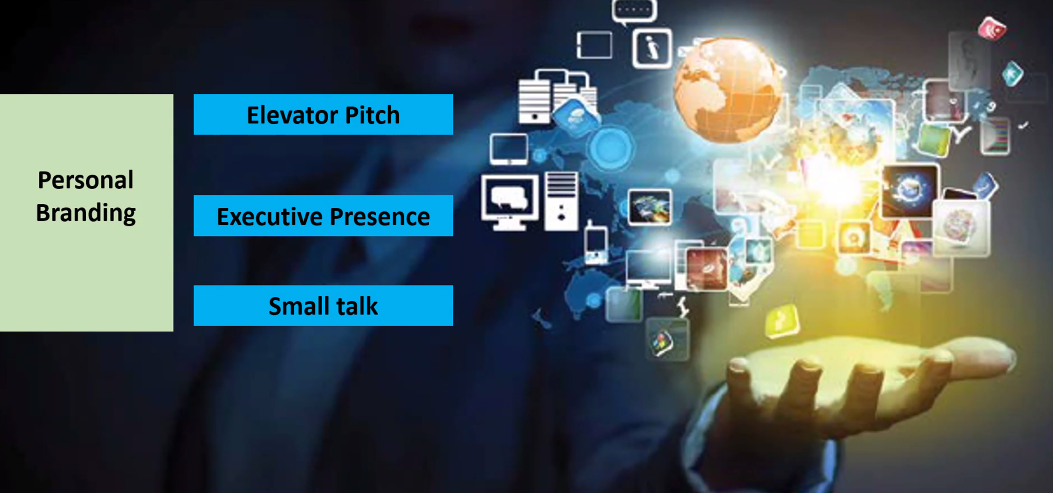 Personal
Branding
Elevator Pitch
Executive Presence
Small talk